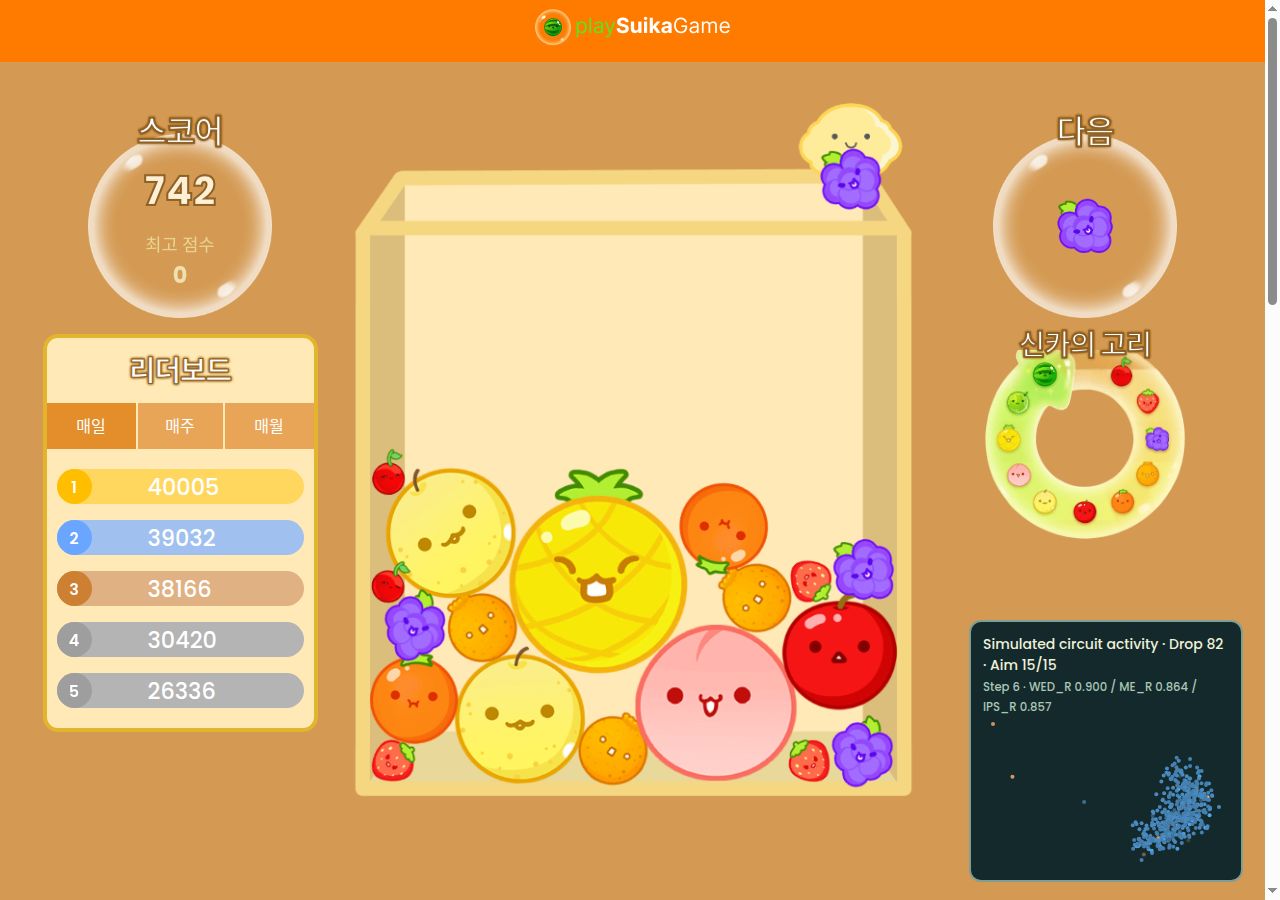 playSuikaGame
스코어
742
최고 점수
0
리더보드
매일 매주 매월
1 40005
2 39032
3 38166
4 30420
5 26336
다음
신카의 고리
Simulated circuit activity · Drop 82
· Aim 15/15
Step 6 · WED_R 0.900 / ME_R 0.864 /
IPS_R 0.857